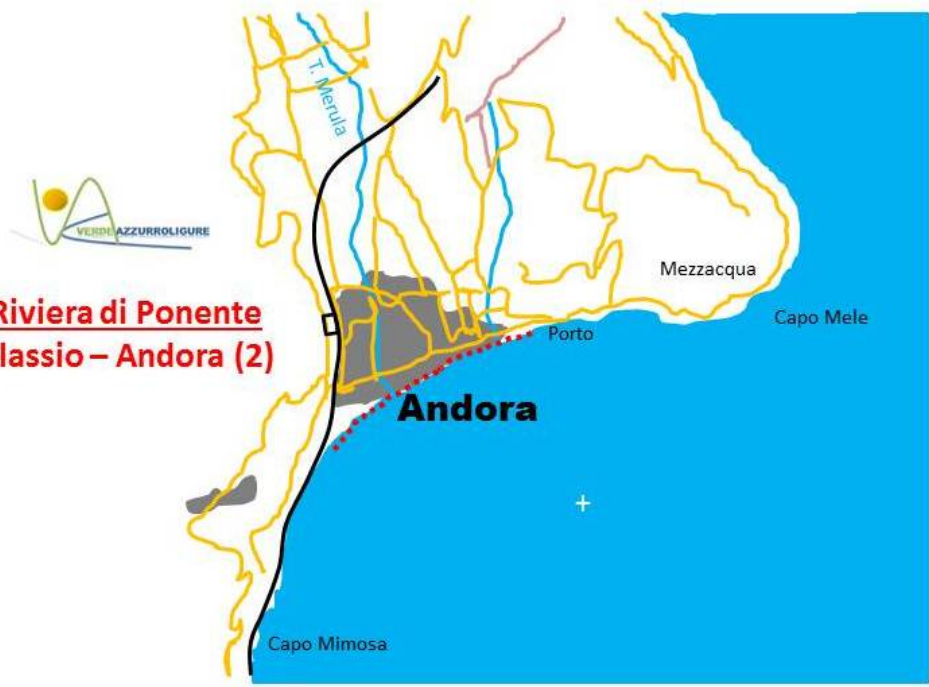 T. Merula
VERDEAZZURROLIGURE
Riviera di Ponente
lassio – Andora (2)
Mezzacqua
Capo Mele
Porto
Andora
Capo Mimosa